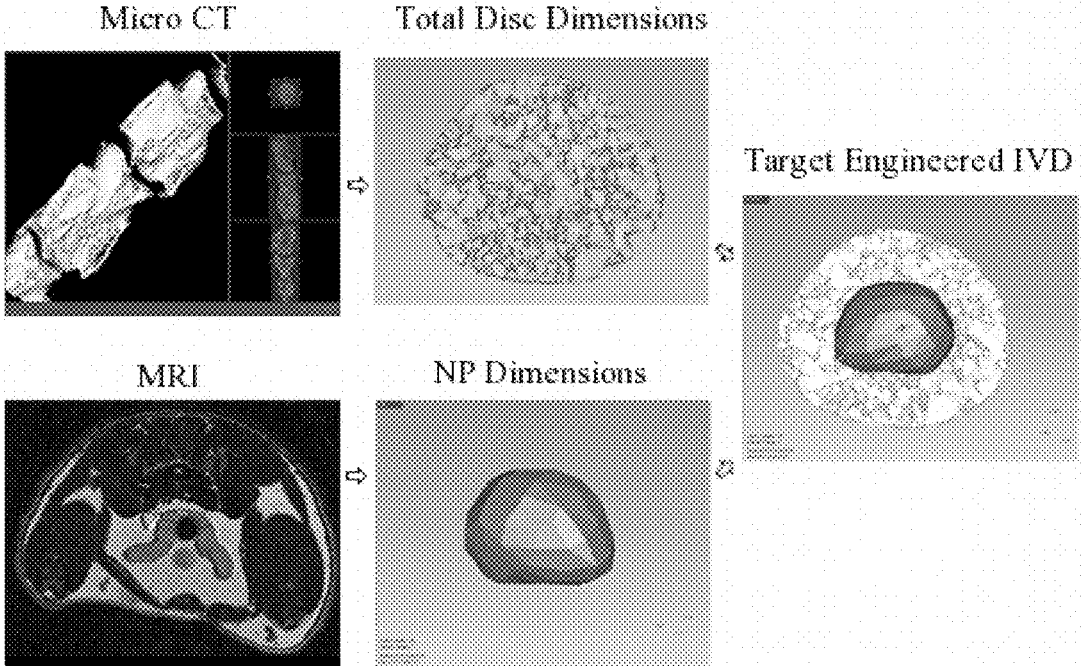 Micro CT
Total Disc Dimensions
Target Engineered IVD
MRI
NP Dimensions